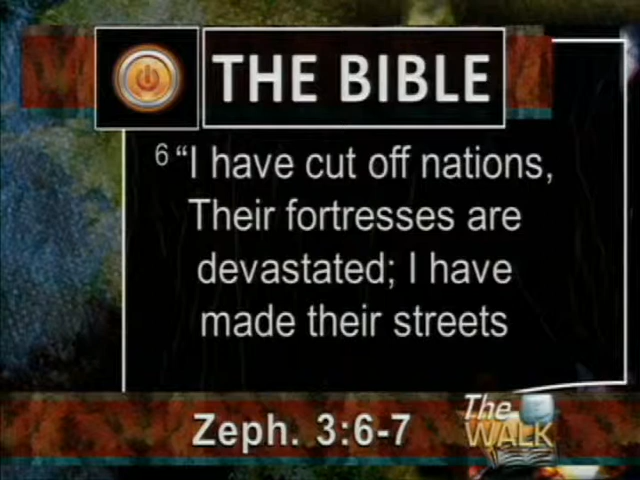 THE BIBLE
6 “I have cut off nations,
Their fortresses are
devastated; I have
made their streets
Zeph. 3:6-7
The
WALK